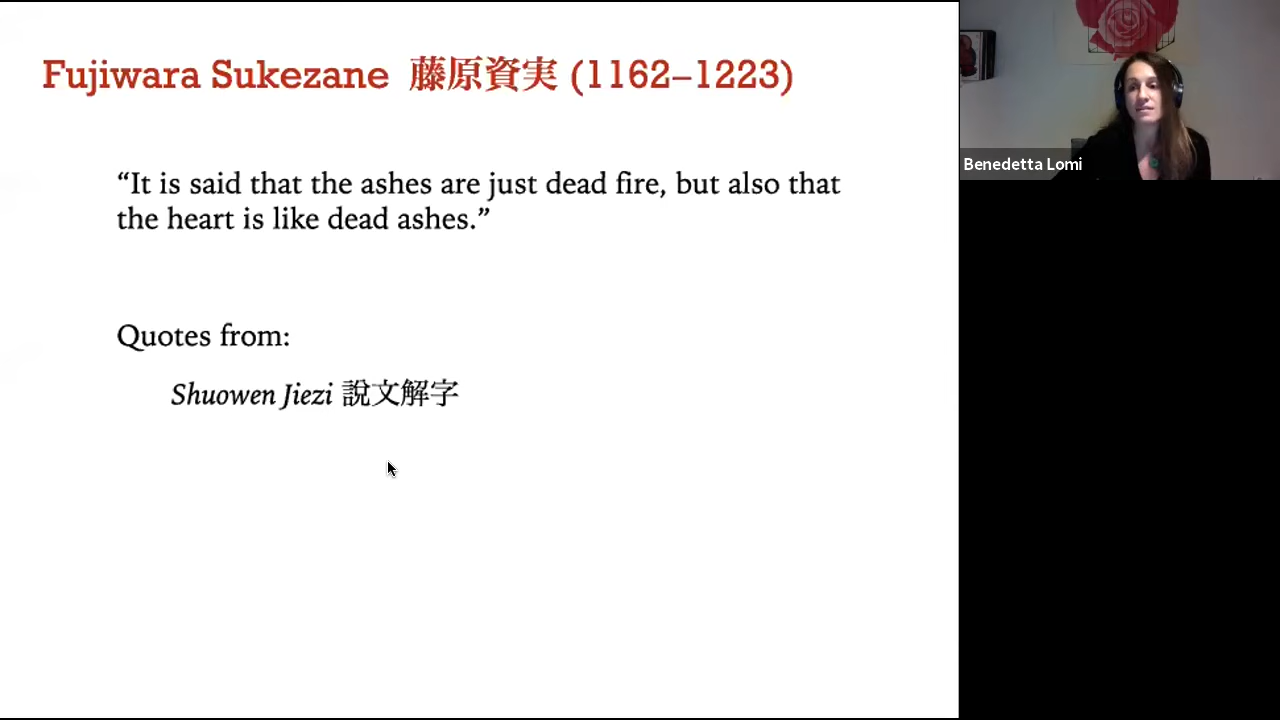 Fujiwara Sukezane 藤原資実 (1162–1223)
“It is said that the ashes are just dead fire, but also that
the heart is like dead ashes.”
Quotes from:
Shuowen Jiezi 說文解字
Benedetta Lomi